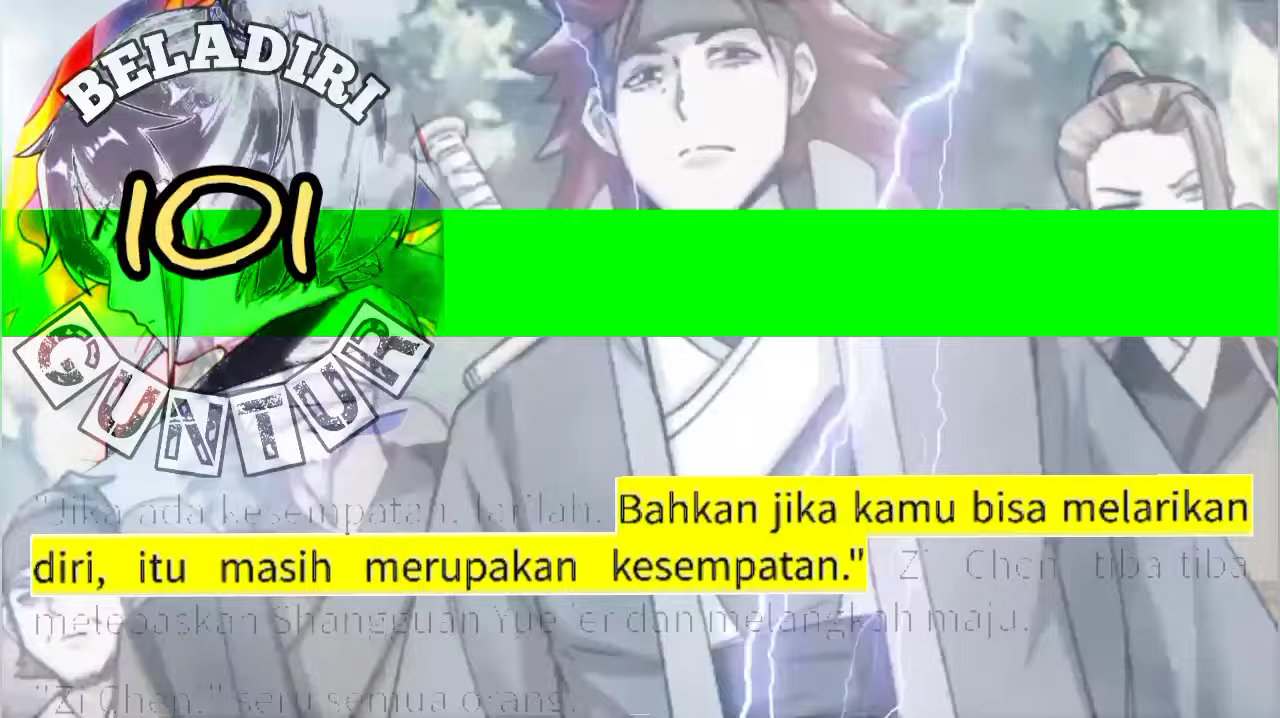 BELADIRI
101
GUNTUR
"Jika ada kesempatan, larilah. Bahkan jika kamu bisa melarikan
diri, itu masih merupakan kesempatan." Zi Chen tiba-tiba
melepaskan Shangguan Yue'er dan melangkah maju.
"Zi Chen." seru semua orang.